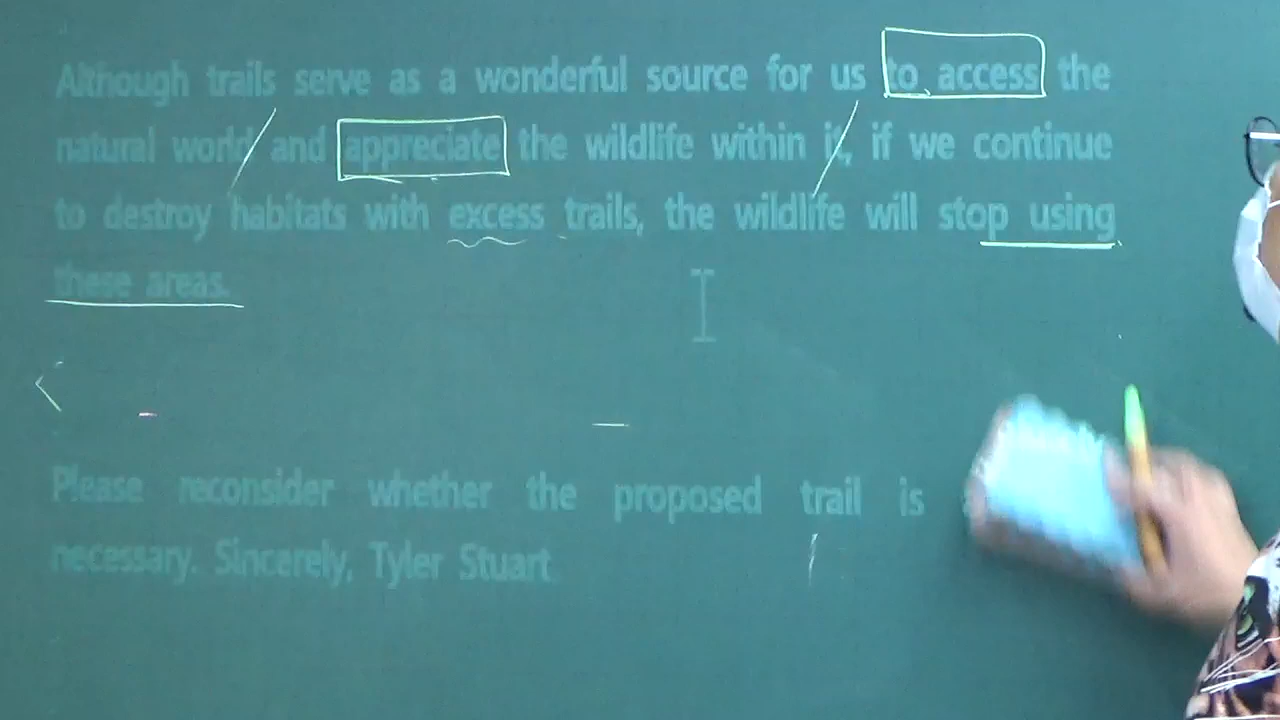 Although trails serve as a wonderful source for us to access the
natural world and appreciate the wildlife within it, if we continue
to destroy habitats with excess trails, the wildlife will stop using
these areas.
Please reconsider whether the proposed trail is
necessary. Sincerely, Tyler Stuart